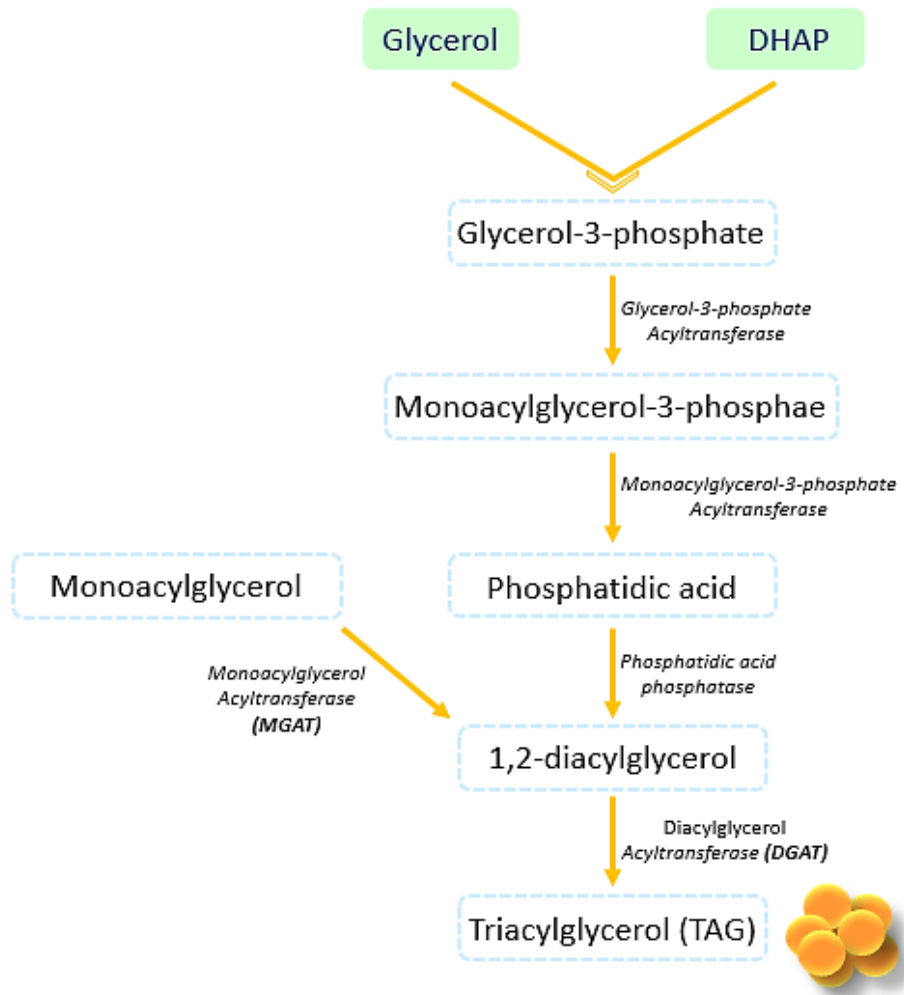 Glycerol
DHAP
Glycerol-3-phosphate
Glycerol-3-phosphate
Acyltransferase
Monoacylglycerol-3-phosphae
Monoacylglycerol-3-phosphate
Acyltransferase
Monoacylglycerol
Phosphatidic acid
Monoacylglycerol
Acyltransferase
(MGAT)
Phosphatidic acid
phosphatase
1,2-diacylglycerol
Diacylglycerol
Acyltransferase (DGAT)
Triacylglycerol (TAG)